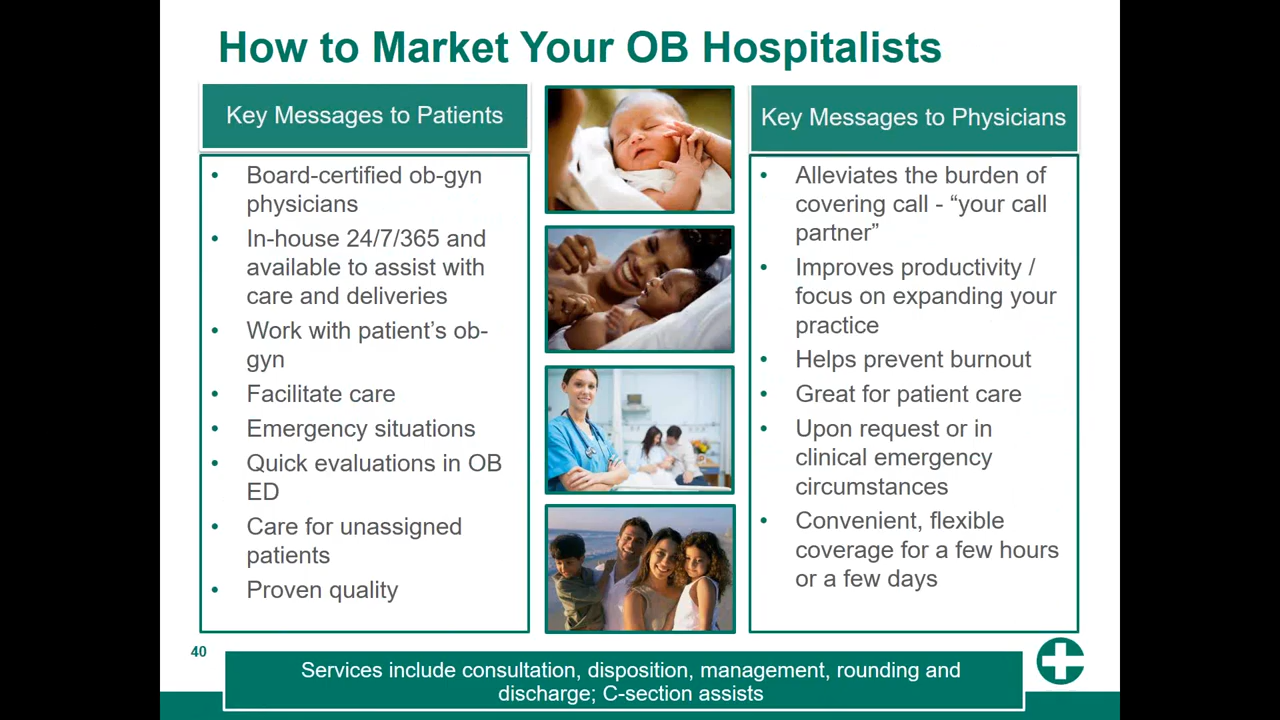 How to Market Your OB Hospitalists
Key Messages to Patients
• Board-certified ob-gyn
physicians
• In-house 24/7/365 and
available to assist with
care and deliveries
• Work with patient’s ob-
gyn
• Facilitate care
• Emergency situations
• Quick evaluations in OB
ED
• Care for unassigned
patients
• Proven quality
Key Messages to Physicians
• Alleviates the burden of
covering call - “your call
partner”
• Improves productivity /
focus on expanding your
practice
• Helps prevent burnout
• Great for patient care
• Upon request or in
clinical emergency
circumstances
• Convenient, flexible
coverage for a few hours
or a few days
40
Services include consultation, disposition, management, rounding and
discharge; C-section assists